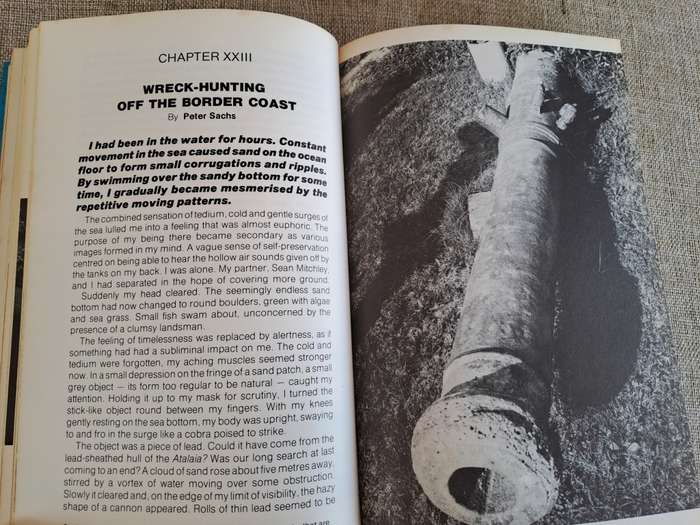 CHAPTER XXIII
WRECK-HUNTING
OFF THE BORDER COAST
By Peter Sachs
I had been in the water for hours. Constant
movement in the sea caused sand on the ocean
floor to form small corrugations and ripples.
By swimming over the sandy bottom for some
time, I gradually became mesmerised by the
repetitive moving patterns.
The combined sensation of tedium, cold and gentle surges of
the sea lulled me into a feeling that was almost euphoric. The
purpose of my being there became secondary as various
images formed in my mind. A vague sense of self-preservation
centred on being able to hear the hollow air sounds given off by
the tanks on my back. I was alone. My partner, Sean Mitchley,
and I had separated in the hope of covering more ground.
Suddenly my head cleared. The seemingly endless sand
bottom had now changed to round boulders, green with algae
and sea grass. Small fish swam about, unconcerned by the
presence of a clumsy landsman.
The feeling of timelessness was replaced by alertness, as if
something had had a subliminal impact on me. The cold and
tedium were forgotten, my aching muscles seemed stronger
now. In a small depression on the fringe of a sand patch, a small
grey object — its form too regular to be natural — caught my
attention. Holding it up to my mask for scrutiny, I turned the
stick-like object round between my fingers. With my knees
gently resting on the sea bottom, my body was upright, swaying
to and fro in the surge like a cobra poised to strike.
The object was a piece of lead. Could it have come from the
lead-sheathed hull of the Atalaia? Was our long search at last
coming to an end? A cloud of sand rose about five metres away,
stirred by a vortex of water moving over some obstruction.
Slowly it cleared and, on the edge of my limit of visibility, the hazy
shape of a cannon appeared. Rolls of thin lead seemed to be
that are